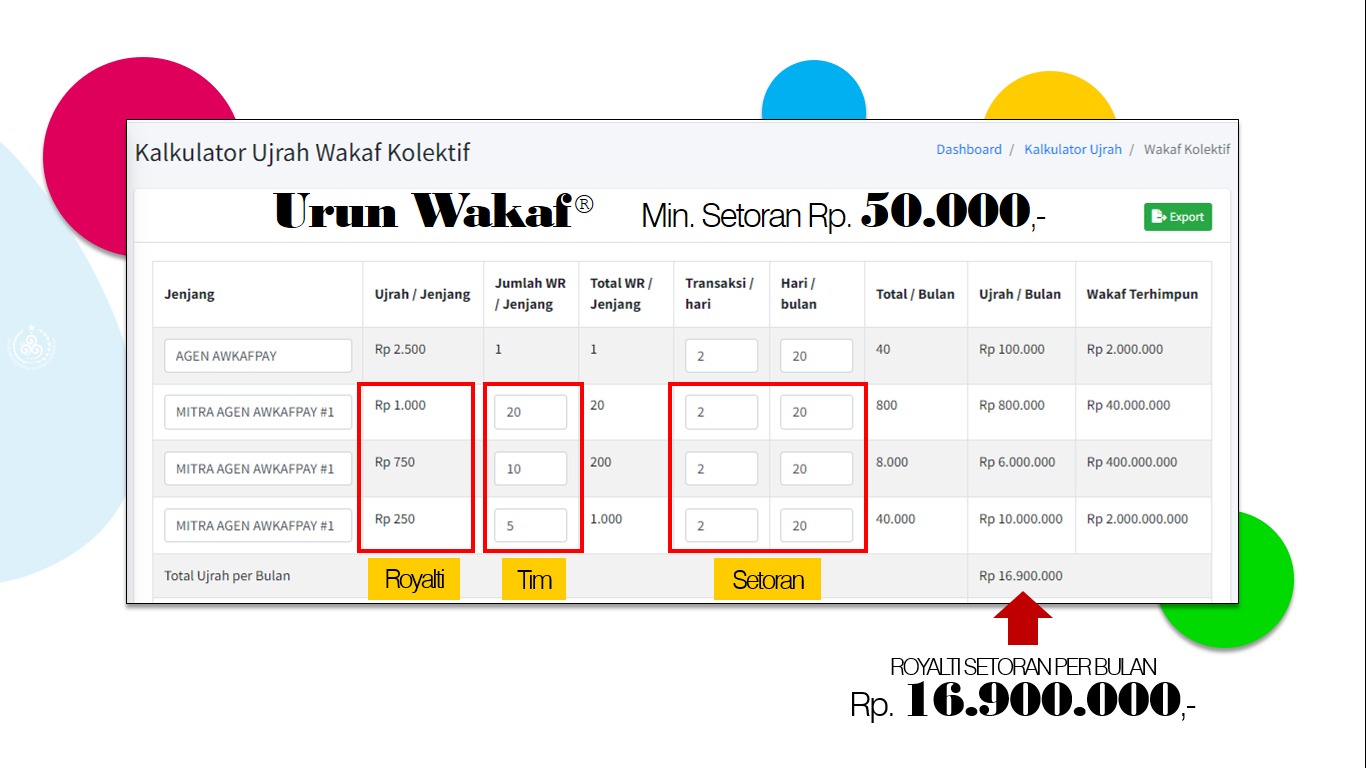 Kalkulator Ujrah Wakaf Kolektif
Dashboard / Kalkulator Ujrah / Wakaf Kolektif
Urun Wakaf® Min. Setoran Rp. 50.000,-
Export
Jenjang Ujrah / Jenjang Jumlah WR / Jenjang Total WR / Jenjang Transaksi / hari Hari / bulan Total / Bulan Ujrah / Bulan Wakaf Terhimpun
AGEN AWKAFPAY Rp 2.500 1 1 2 20 40 Rp 100.000 Rp 2.000.000
MITRA AGEN AWKAFPAY #1 Rp 1.000 20 20 2 20 800 Rp 800.000 Rp 40.000.000
MITRA AGEN AWKAFPAY #1 Rp 750 10 200 2 20 8.000 Rp 6.000.000 Rp 400.000.000
MITRA AGEN AWKAFPAY #1 Rp 250 5 1.000 2 20 40.000 Rp 10.000.000 Rp 2.000.000.000
Total Ujrah per Bulan Royalti Tim Setoran Rp 16.900.000
ROYALTI SETORAN PER BULAN
Rp. 16.900.000,-